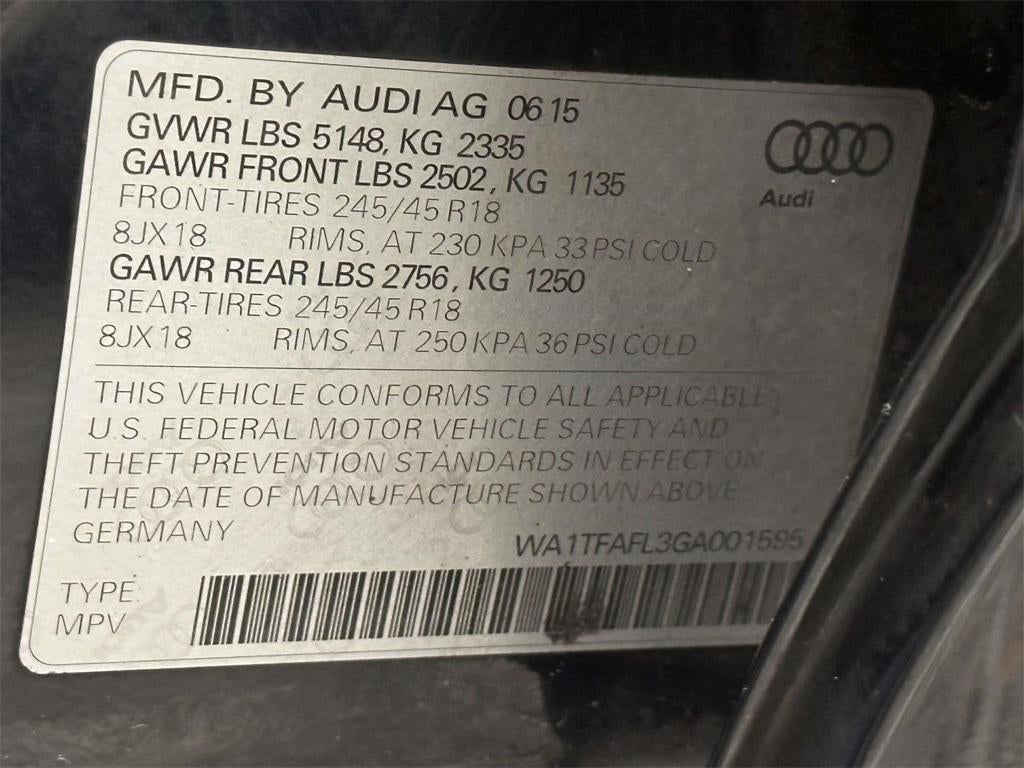 MFD. BY AUDI AG 06 15
GVWR LBS 5148, KG 2335
GAWR FRONT LBS 2502, KG 1135
FRONT-TIRES 245/45 R18
8JX18 RIMS, AT 230 KPA 33 PSI COLD
GAWR REAR LBS 2756, KG 1250
REAR-TIRES 245/45 R18
8JX18 RIMS, AT 250 KPA 36 PSI COLD
Audi
THIS VEHICLE CONFORMS TO ALL APPLICABLE
U.S. FEDERAL MOTOR VEHICLE SAFETY AND
THEFT PREVENTION STANDARDS IN EFFECT ON
THE DATE OF MANUFACTURE SHOWN ABOVE
GERMANY
WA1TFAFL3GA001595
TYPE:
MPV